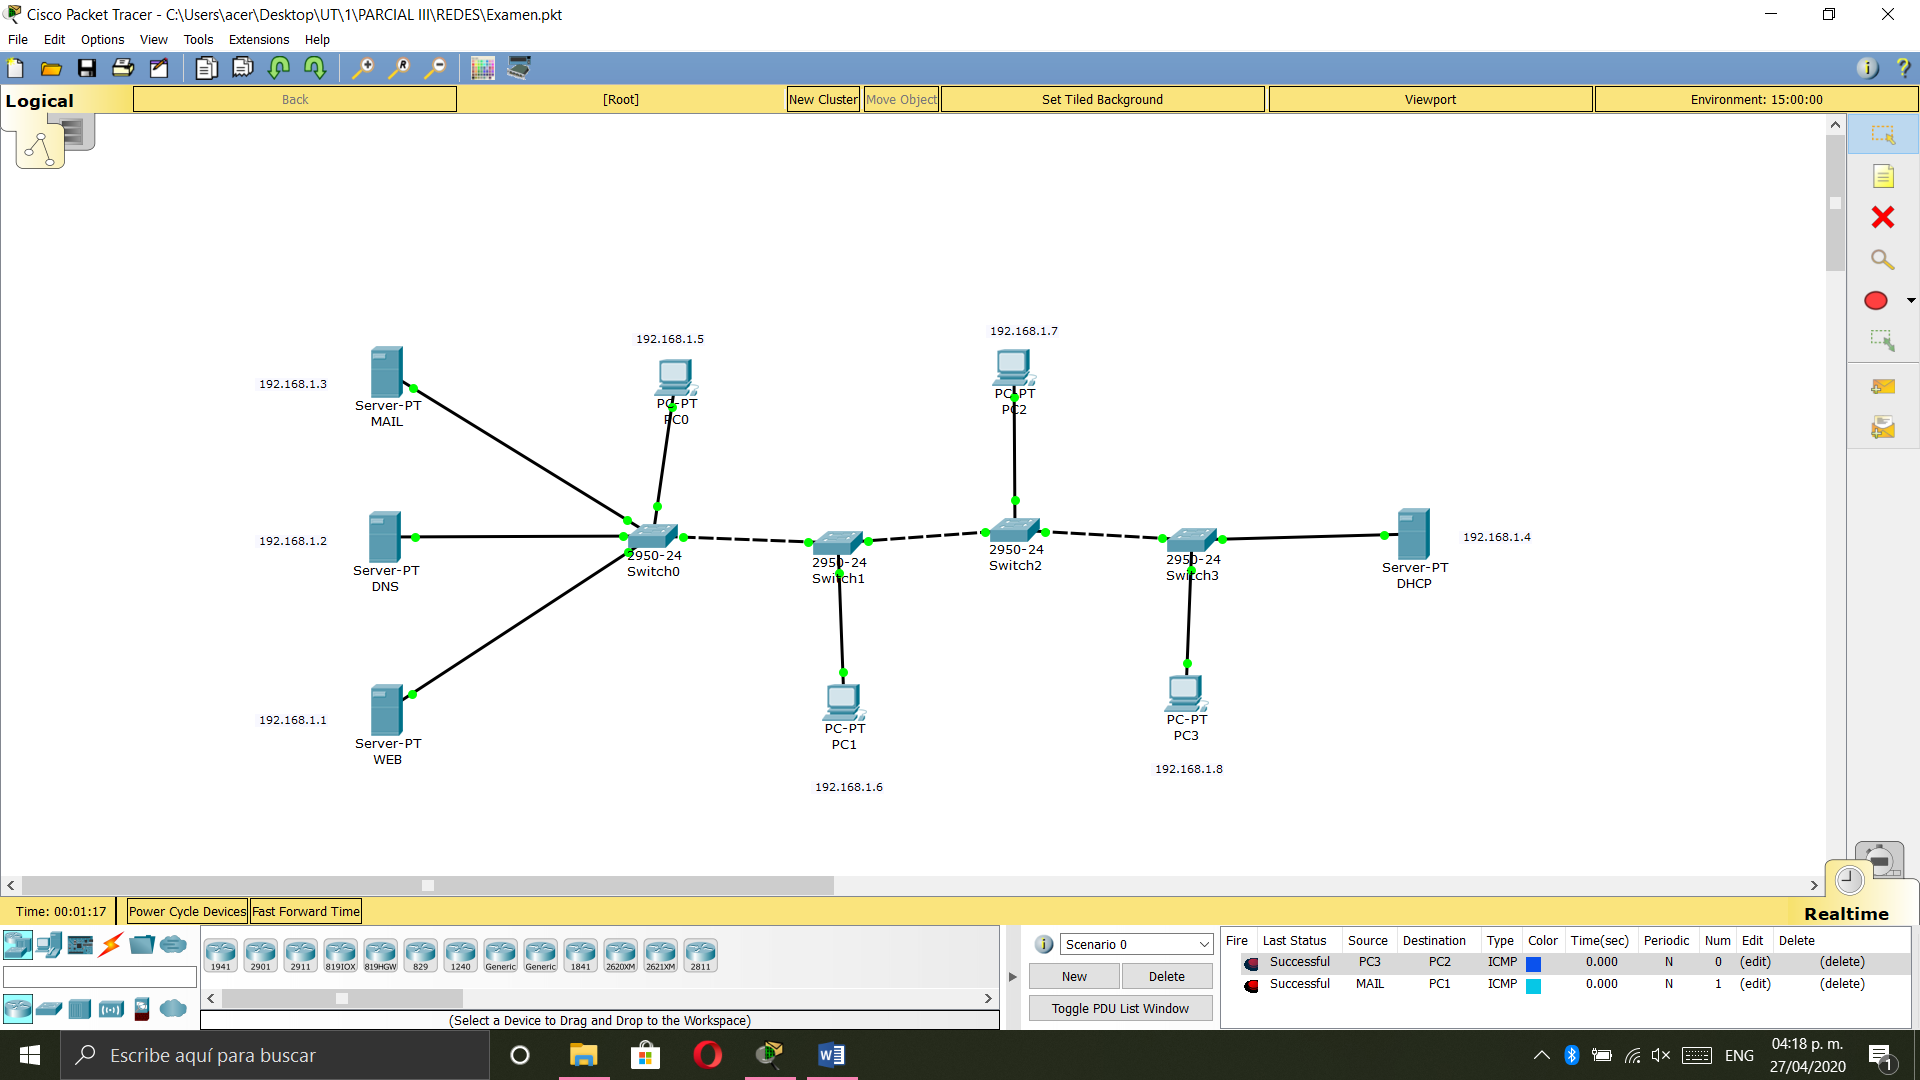 Cisco Packet Tracer - C:\Users\acer\Desktop\UT\1\PARCIAL III\REDES\Examen.pkt
File Edit Options View Tools Extensions Help
Logical Back [Root] New Cluster Move Object Set Tiled Background Viewport Environment: 15:00:00
192.168.1.7
192.168.1.5
192.168.1.3
Server-PT
MAIL
PC-PT
PC0
PC-PT
PC2
192.168.1.2
Server-PT
DNS
2950-24
Switch0
2950-24
Switch1
2950-24
Switch2
2950-24
Switch3
Server-PT
DHCP
192.168.1.4
192.168.1.1
Server-PT
WEB
PC-PT
PC1
192.168.1.6
PC-PT
PC3
192.168.1.8
Time: 00:01:17 Power Cycle Devices Fast Forward Time
Realtime
1941 2901 2911 819IOX 819HGW 829 1240 Generic Generic 1841 2620XM 2621XM 2811
(Select a Device to Drag and Drop to the Workspace)
Scenario 0
New Delete
Toggle PDU List Window
Fire Last Status Source Destination Type Color Time(sec) Periodic Num Edit Delete
Successful PC3 PC2 ICMP 0.000 N 0 (edit) (delete)
Successful MAIL PC1 ICMP 0.000 N 1 (edit) (delete)
Escribe aquí para buscar
ENG
04:18 p. m.
27/04/2020
1